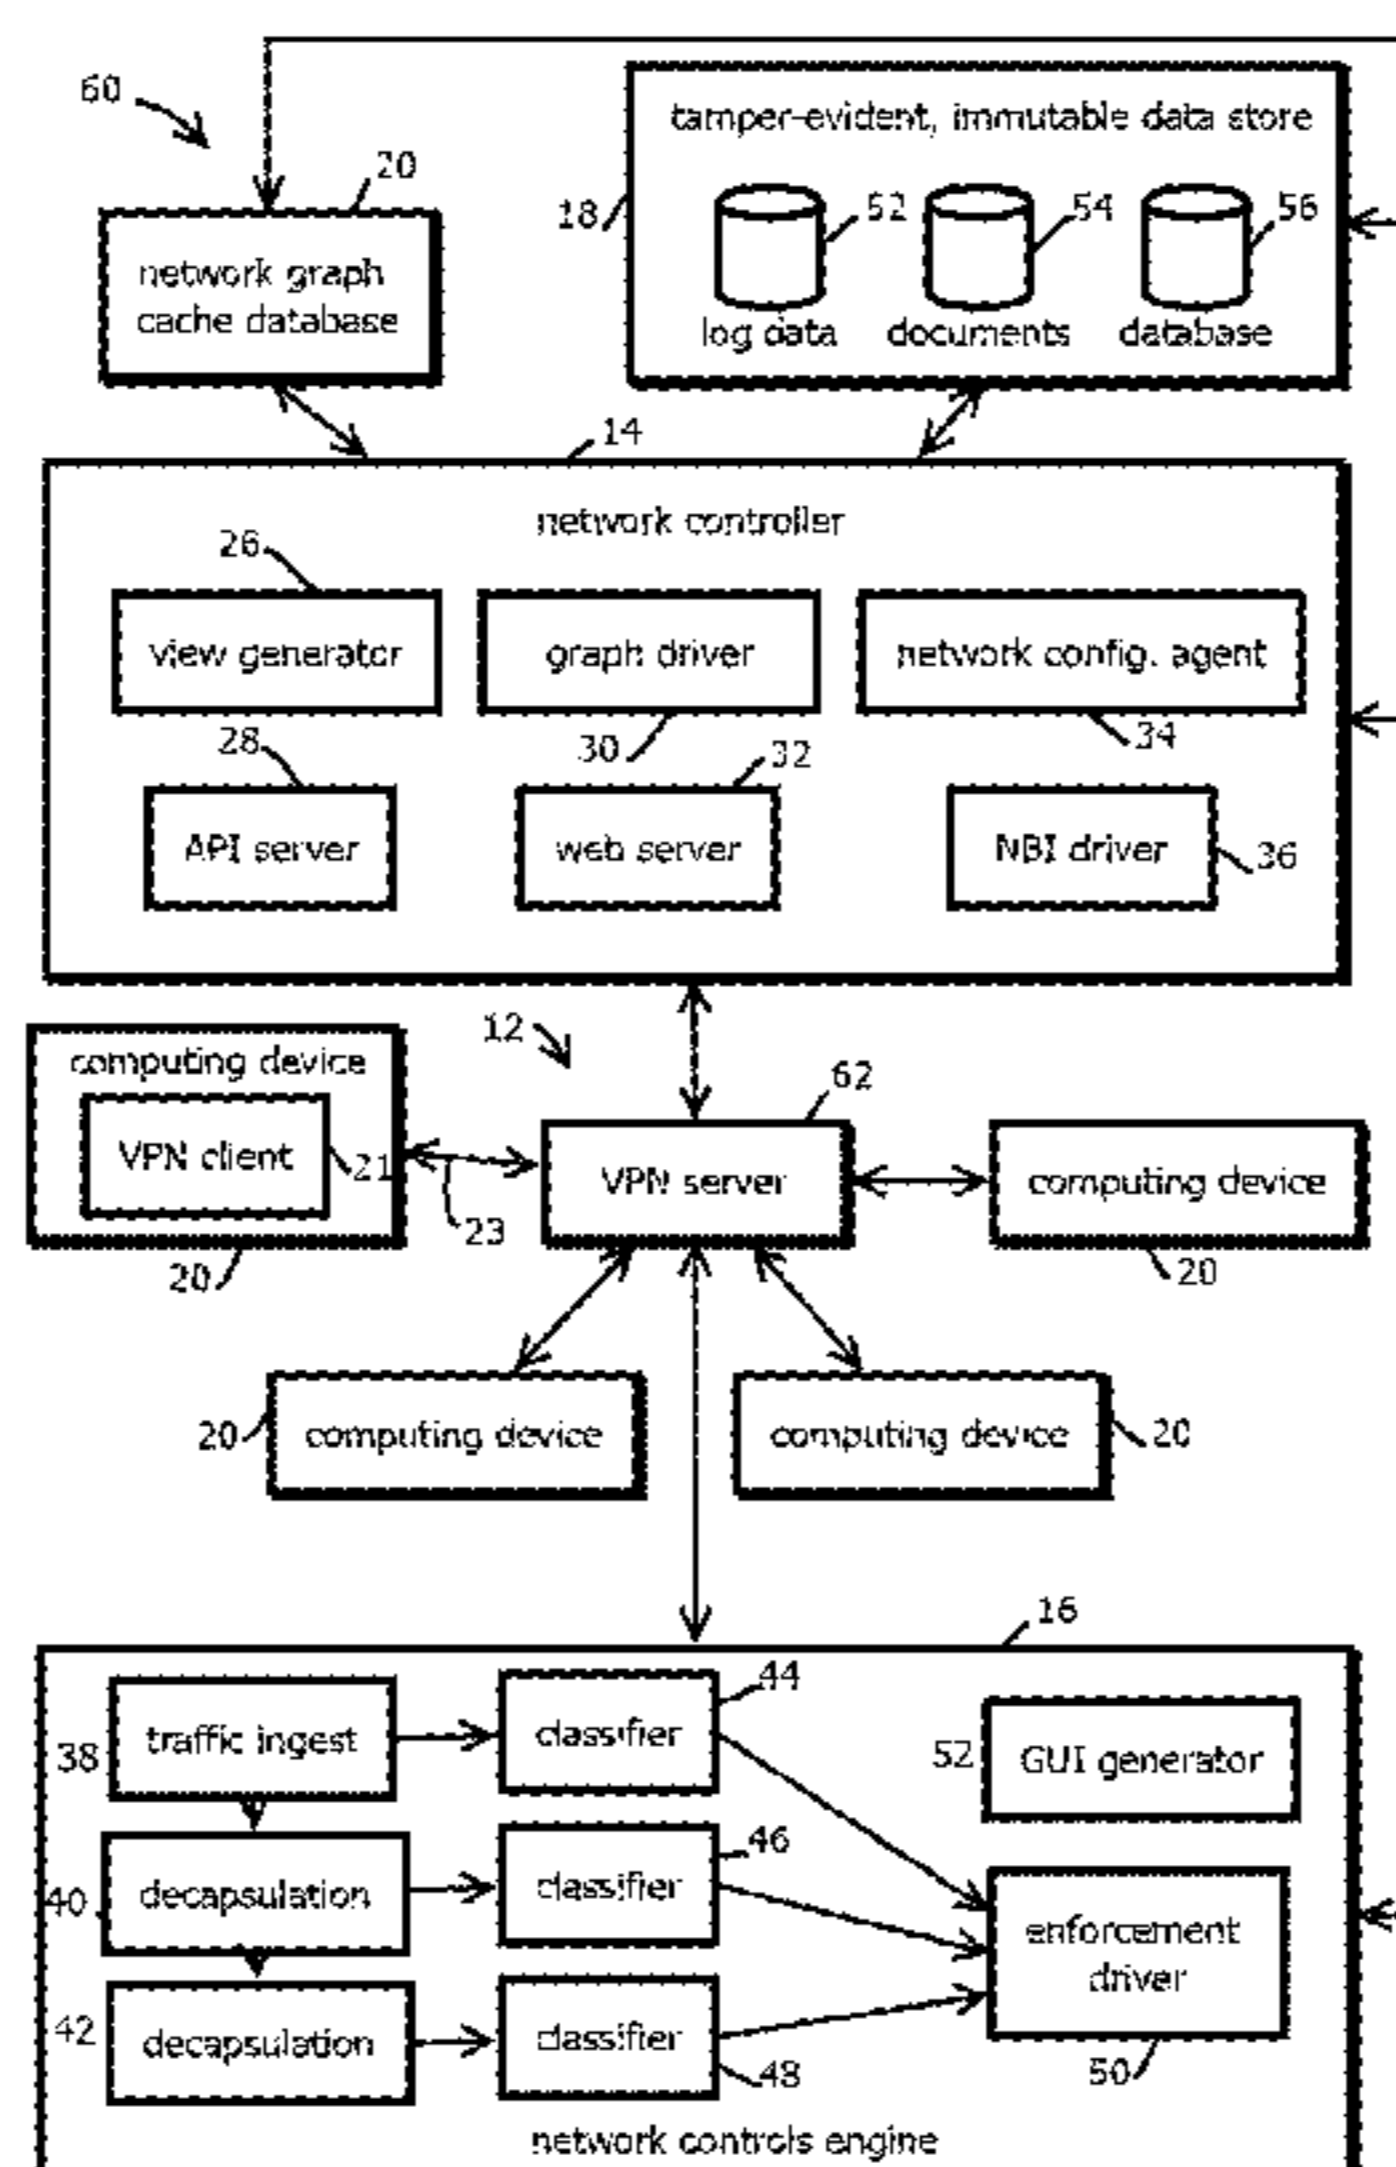 60
20
network graph
cache database
tamper-evident, immutable data store
18
52
54
56
log data
documents
database
14
network controller
26
view generator
graph driver
network config. agent
28
30
32
34
API server
web server
NBI driver
36
12
computing device
VPN client
21
23
20
62
VPN server
computing device
20
20
computing device
computing device
20
16
38
traffic ingest
classifier
44
52
GUI generator
40
decapsulation
classifier
46
enforcement
driver
42
decapsulation
classifier
48
50
network controls engine